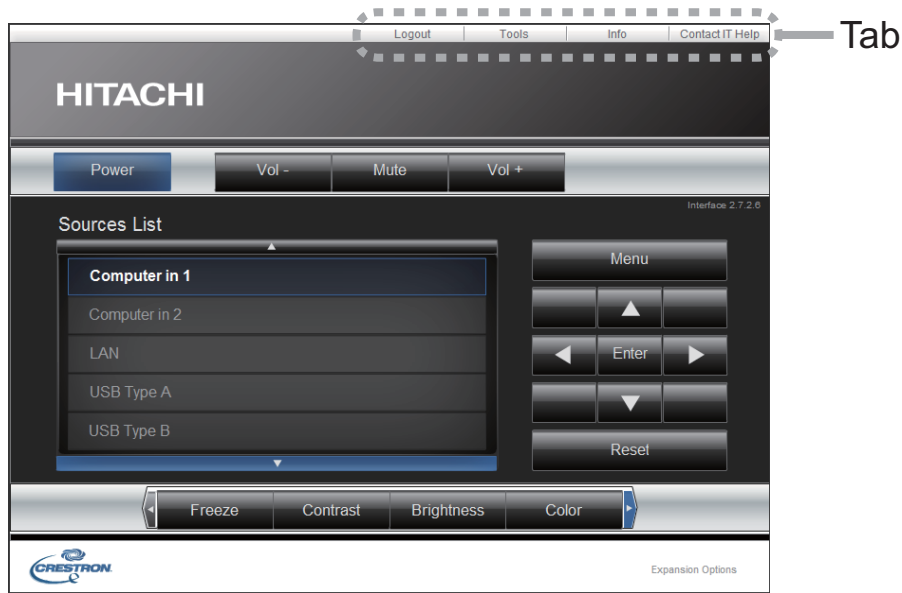 Logout Tools Info Contact IT Help
Tab
HITACHI
Power Vol - Mute Vol +
Interface 2.7.2.6
Sources List
Computer in 1
Computer in 2
LAN
USB Type A
USB Type B
Menu
Enter
Reset
Freeze Contrast Brightness Color
CRESTRON
Expansion Options